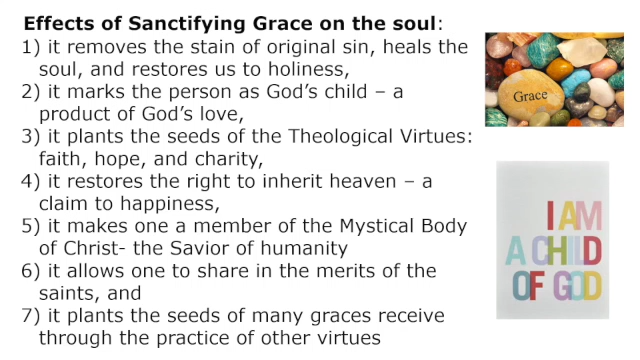 Effects of Sanctifying Grace on the soul:
1) it removes the stain of original sin, heals the
soul, and restores us to holiness,
2) it marks the person as God’s child – a
product of God’s love,
3) it plants the seeds of the Theological Virtues:
faith, hope, and charity,
4) it restores the right to inherit heaven – a
claim to happiness,
5) it makes one a member of the Mystical Body
of Christ- the Savior of humanity
6) it allows one to share in the merits of the
saints, and
7) it plants the seeds of many graces receive
through the practice of other virtues
Grace
I AM
A CHILD
OF GOD